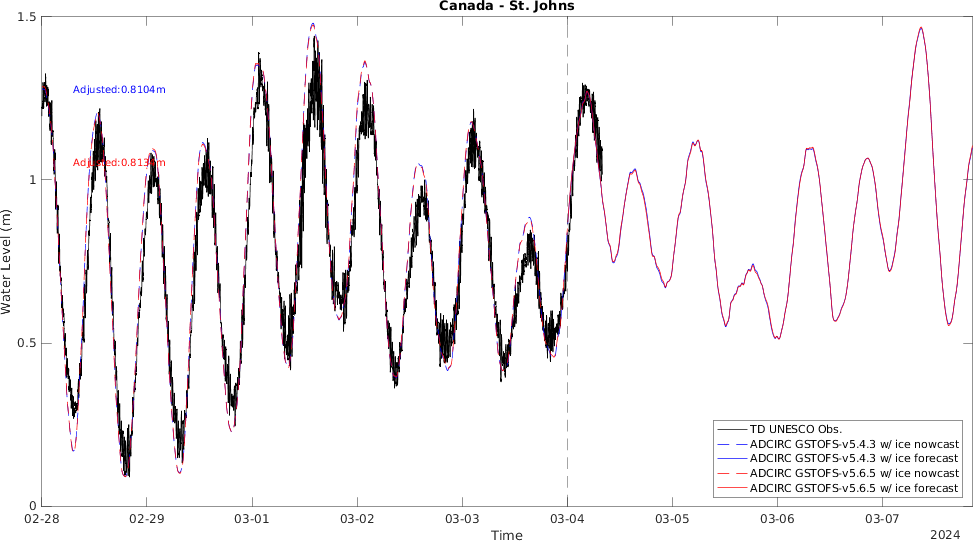 Canada - St. Johns
1.5
Adjusted:0.8104m
1
0.5
0
Water Level (m)
TD UNESCO Obs.
ADCIRC GSTOFS-v5.4.3 w/ ice nowcast
ADCIRC GSTOFS-v5.4.3 w/ ice forecast
ADCIRC GSTOFS-v5.6.5 w/ ice nowcast
ADCIRC GSTOFS-v5.6.5 w/ ice forecast
02-28 02-29 03-01 03-02 03-03 03-04 03-05 03-06 03-07
Time
2024